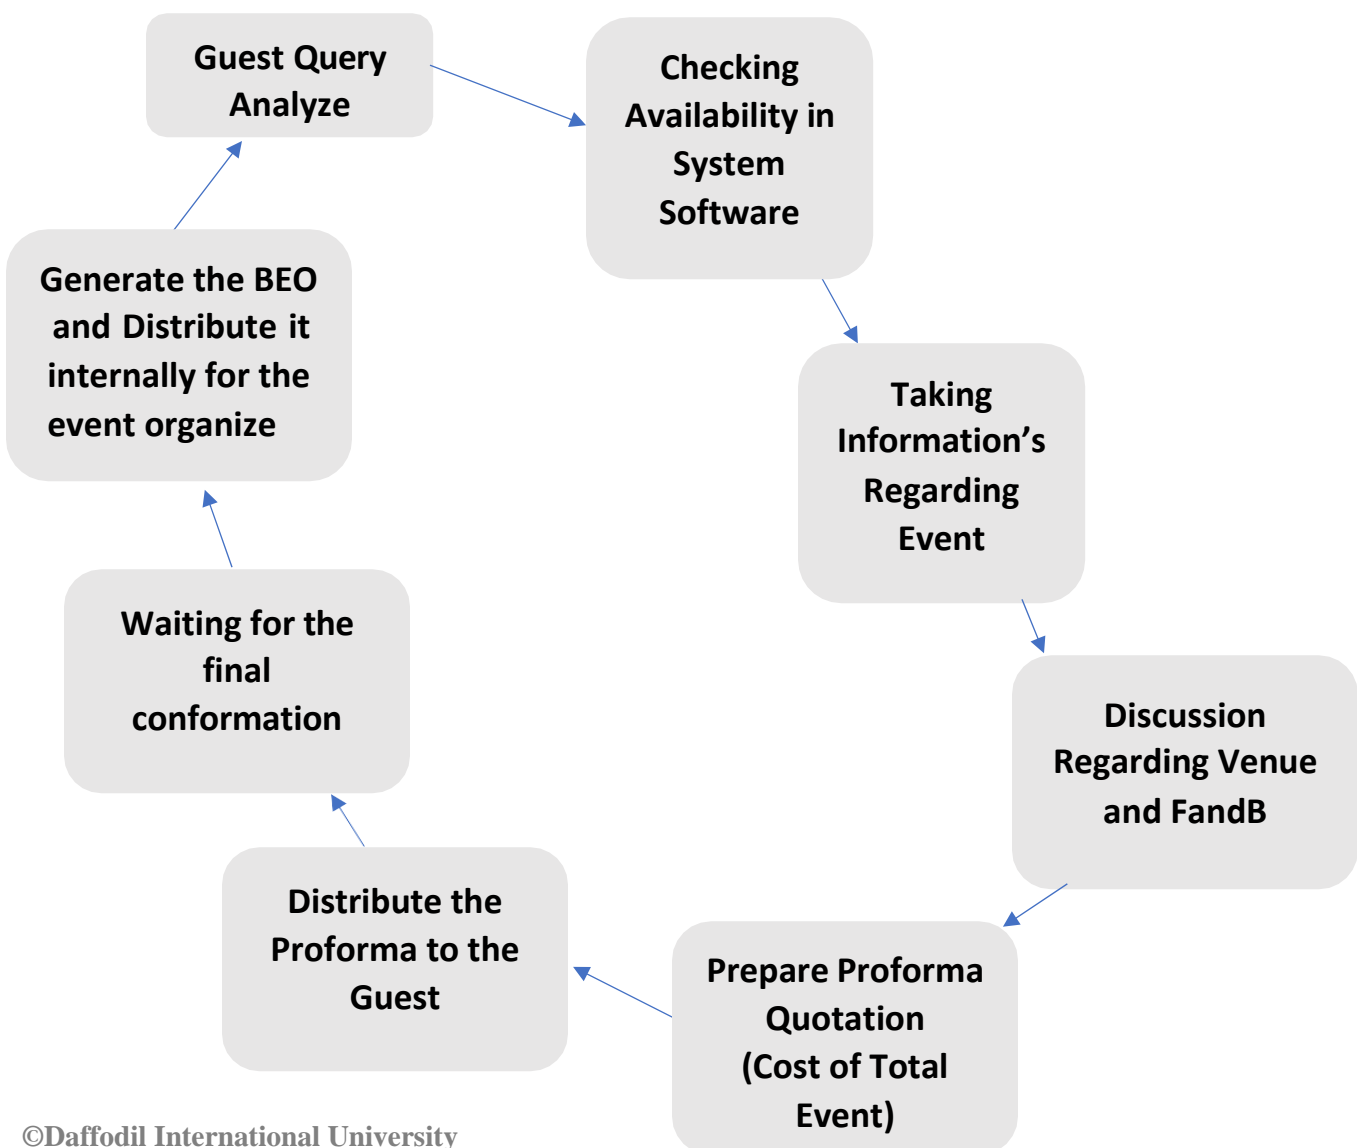 Guest Query
Analyze
Checking
Availability in
System
Software
Taking
Information’s
Regarding
Event
Discussion
Regarding Venue
and FandB
Prepare Proforma
Quotation
(Cost of Total
Event)
Distribute the
Proforma to the
Guest
Waiting for the
final
conformation
Generate the BEO
and Distribute it
internally for the
event organize
©Daffodil International University